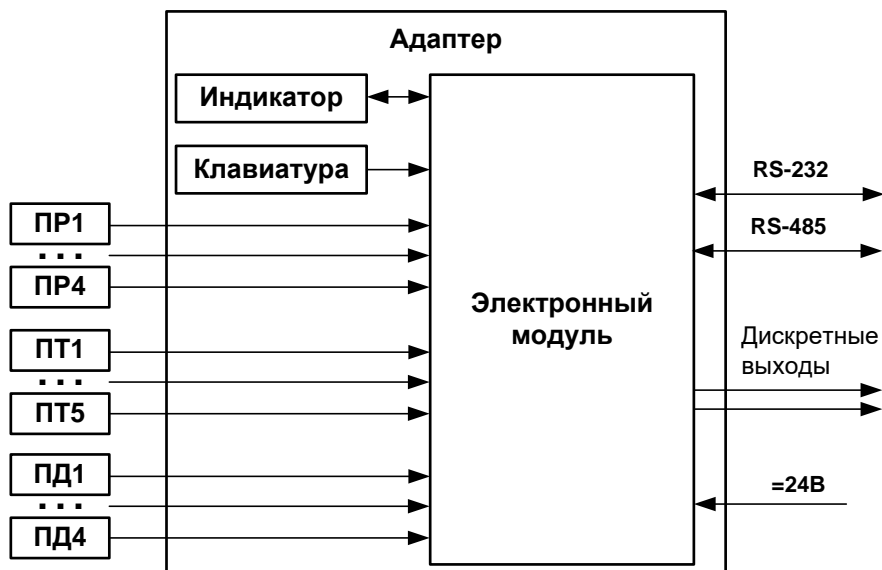 Адаптер
Индикатор
Клавиатура
ПР1
...
ПР4
ПТ1
...
ПТ5
ПД1
...
ПД4
Электронный
модуль
RS-232
RS-485
Дискретные
выходы
=24В